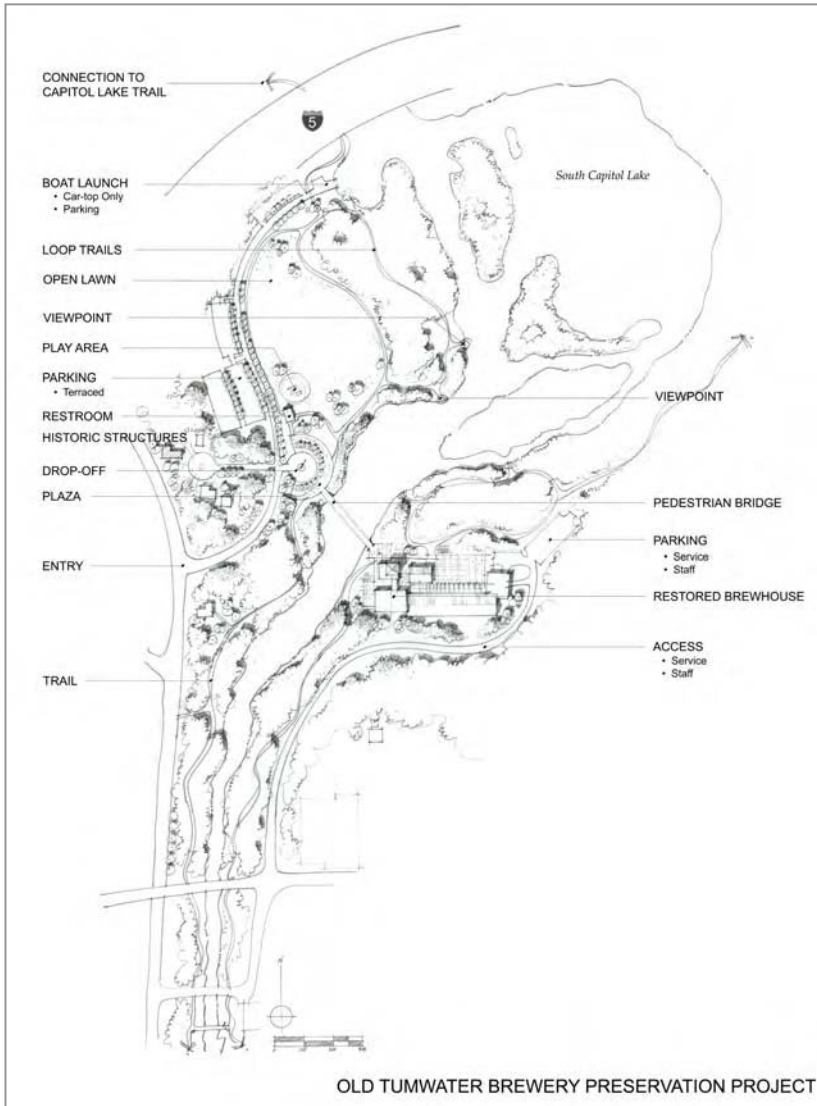 CONNECTION TO
CAPITOL LAKE TRAIL
5
BOAT LAUNCH
• Car-top Only
• Parking
South Capitol Lake
LOOP TRAILS
OPEN LAWN
VIEWPOINT
PLAY AREA
PARKING
• Terraced
RESTROOM
HISTORIC STRUCTURES
DROP-OFF
PLAZA
ENTRY
TRAIL
VIEWPOINT
PEDESTRIAN BRIDGE
PARKING
• Service
• Staff
RESTORED BREWHOUSE
ACCESS
• Service
• Staff
OLD TUMWATER BREWERY PRESERVATION PROJECT